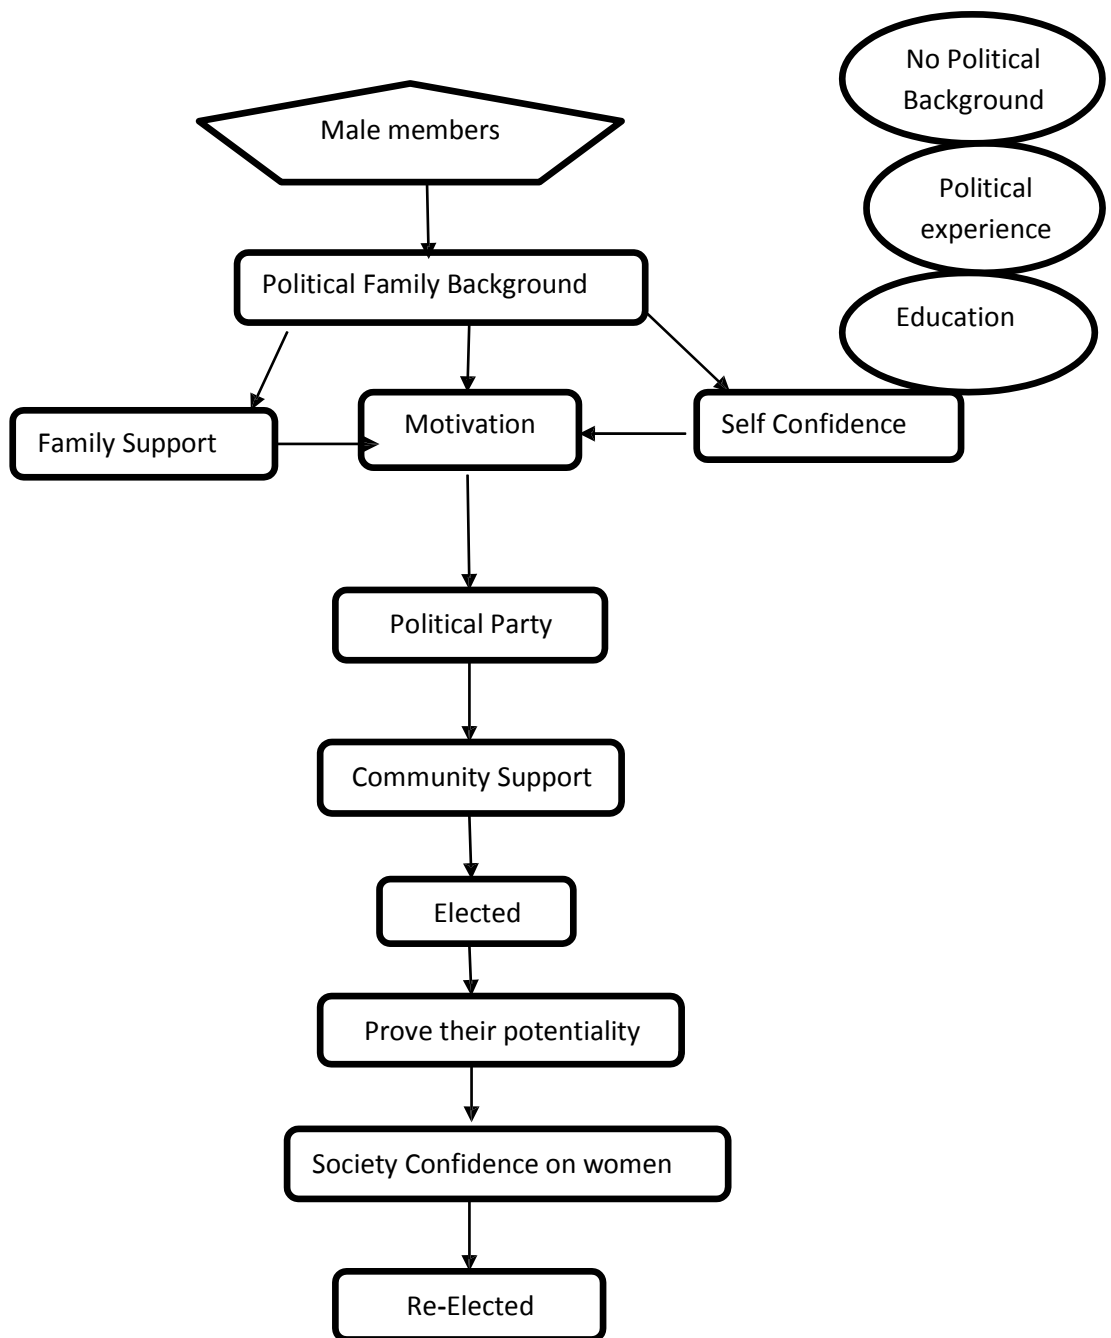 No Political
Background
Male members
Political
experience
Political Family Background
Education
Family Support
Motivation
Self Confidence
Political Party
Community Support
Elected
Prove their potentiality
Society Confidence on women
Re-Elected